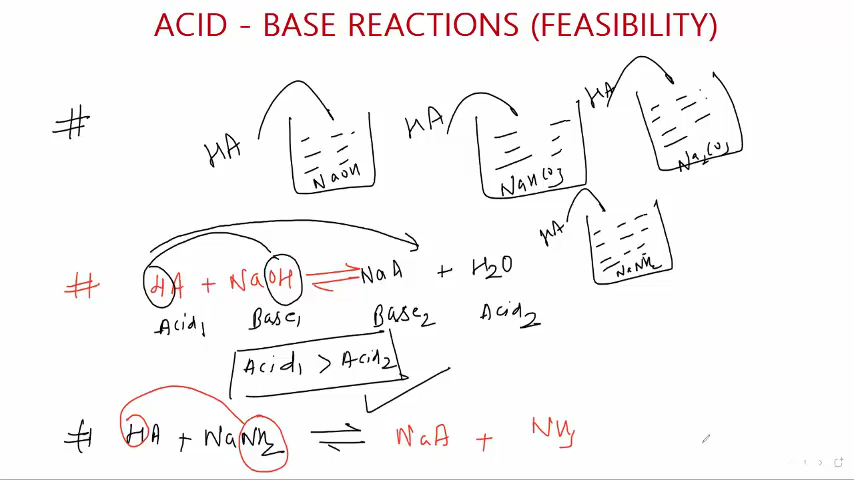 ACID - BASE REACTIONS (FEASIBILITY)
#
HA
NaOH
HA
NaHCO3
HA
Na2CO3
HA
NaNH2
# HA + NaOH ⇌ NaA + H2O
Acid1 Base1 Base2 Acid2
Acid1 > Acid2
# HA + NaNH2 ⇌ NaA + NH3